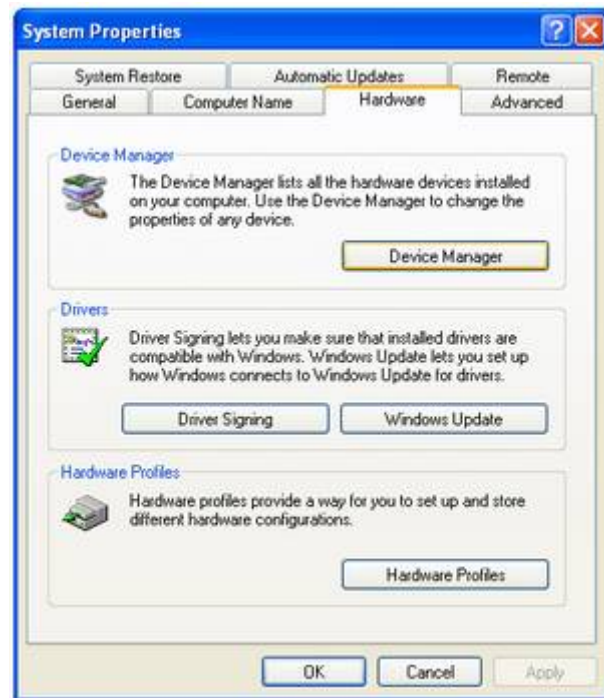 System Properties
System Restore
Automatic Updates
Remote
General
Computer Name
Hardware
Advanced
Device Manager
The Device Manager lists all the hardware devices installed
on your computer. Use the Device Manager to change the
properties of any device.
Device Manager
Drivers
Driver Signing lets you make sure that installed drivers are
compatible with Windows. Windows Update lets you set up
how Windows connects to Windows Update for drivers.
Driver Signing
Windows Update
Hardware Profiles
Hardware profiles provide a way for you to set up and store
different hardware configurations.
Hardware Profiles
OK
Cancel
Apply